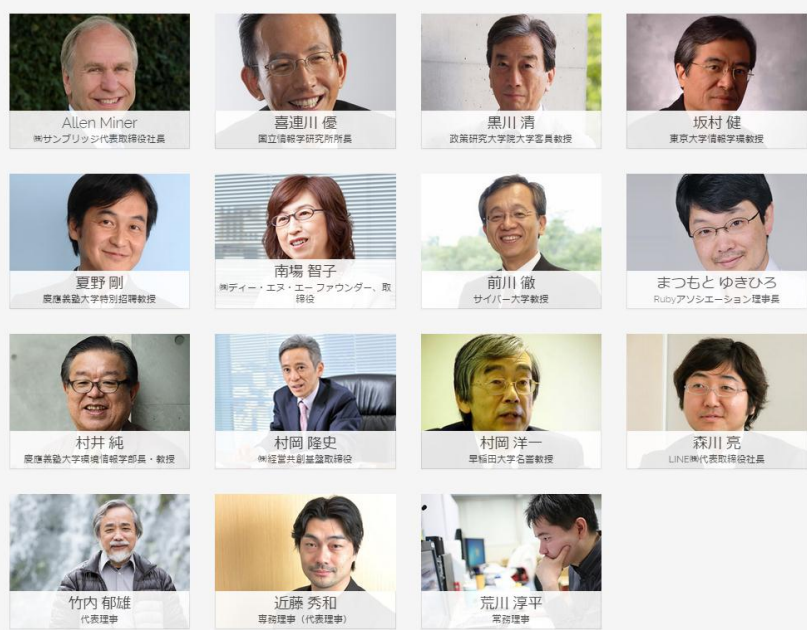 Allen Miner
㈱サンブリッジ代表取締役社長
喜連川 優
国立情報学研究所所長
黒川 清
政策研究大学院大学客員教授
坂村 健
東京大学情報学環教授
夏野 剛
慶應義塾大学特別招聘教授
南場 智子
㈱ディー・エヌ・エー ファウンダー、取
締役
前川 徹
サイバー大学教授
まつもと ゆきひろ
Rubyアソシエーション理事長
村井 純
慶應義塾大学環境情報学部長・教授
村岡 隆史
㈱経営共創基盤取締役
村岡 洋一
早稲田大学名誉教授
森川 亮
LINE㈱代表取締役社長
竹内 郁雄
代表理事
近藤 秀和
専務理事（代表理事）
荒川 淳平
常務理事